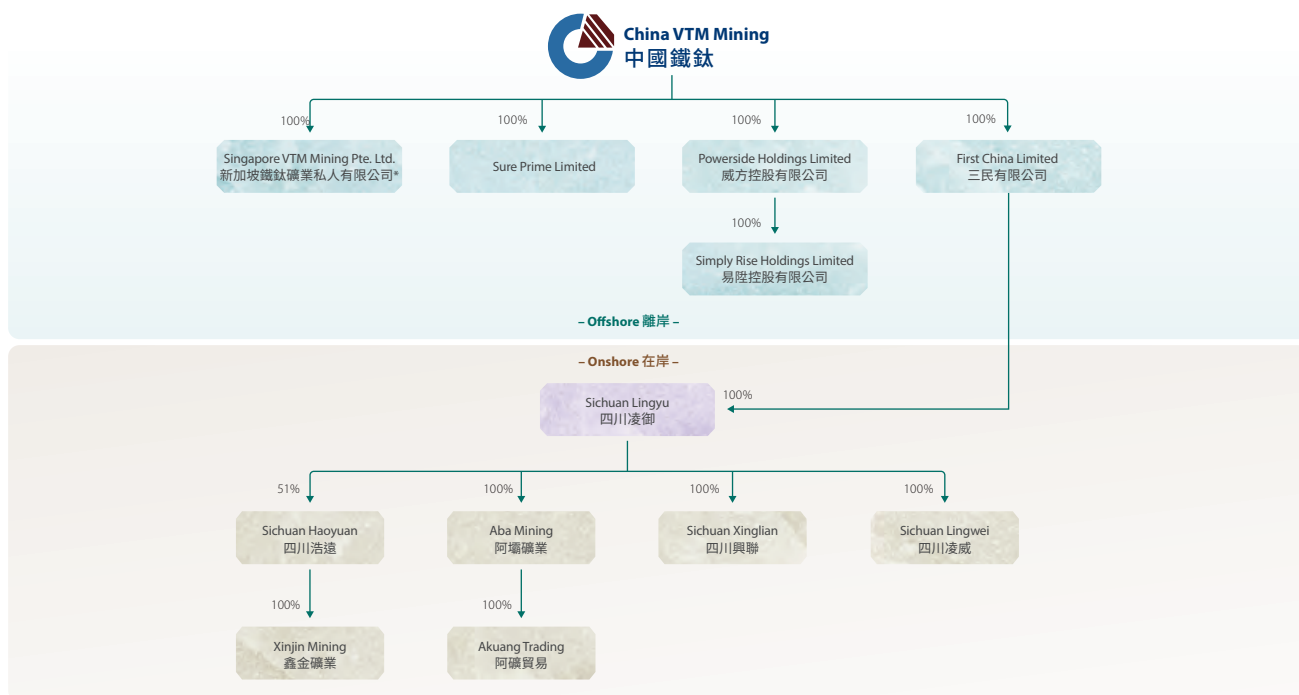 China VTM Mining
中國鐵鈦
100%
100%
100%
100%
Singapore VTM Mining Pte. Ltd.
新加坡鐵鈦礦業私人有限公司*
Sure Prime Limited
Powerside Holdings Limited
威方控股有限公司
First China Limited
三民有限公司
100%
Simply Rise Holdings Limited
易陞控股有限公司
– Offshore 離岸 –
– Onshore 在岸 –
Sichuan Lingyu
四川凌御
100%
51%
100%
100%
100%
Sichuan Haoyuan
四川浩遠
Aba Mining
阿壩礦業
Sichuan Xinglian
四川興聯
Sichuan Lingwei
四川凌威
100%
100%
Xinjin Mining
鑫金礦業
Akuang Trading
阿礦貿易